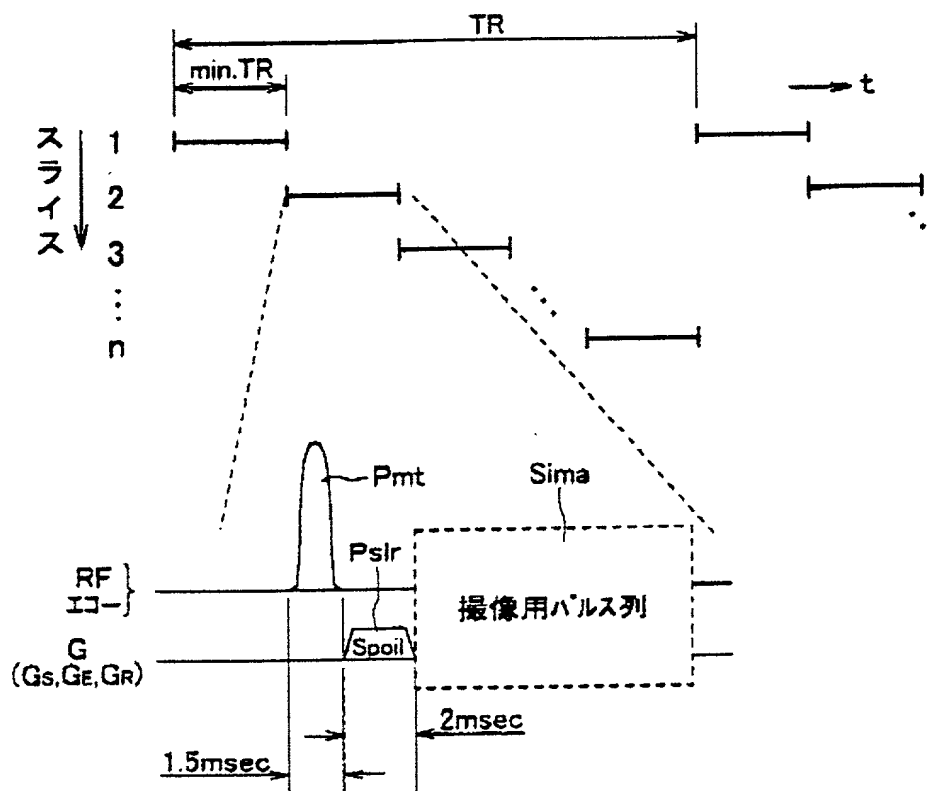 TR
min.TR
t
スライス
1
2
3
n
Pmt
Sima
Pslr
RF
エコー
撮像用パルス列
G
Spoil
(GS,GE,GR)
2msec
1.5msec